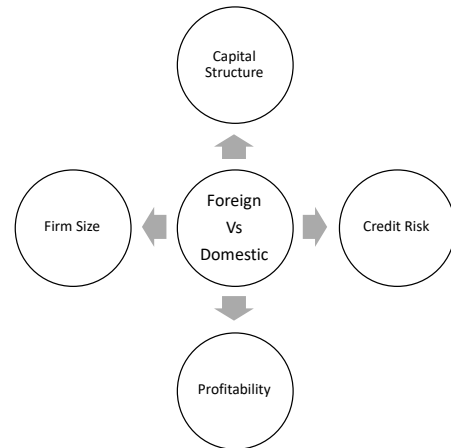 Capital
Structure
Firm Size
Foreign
Vs
Domestic
Credit Risk
Profitability